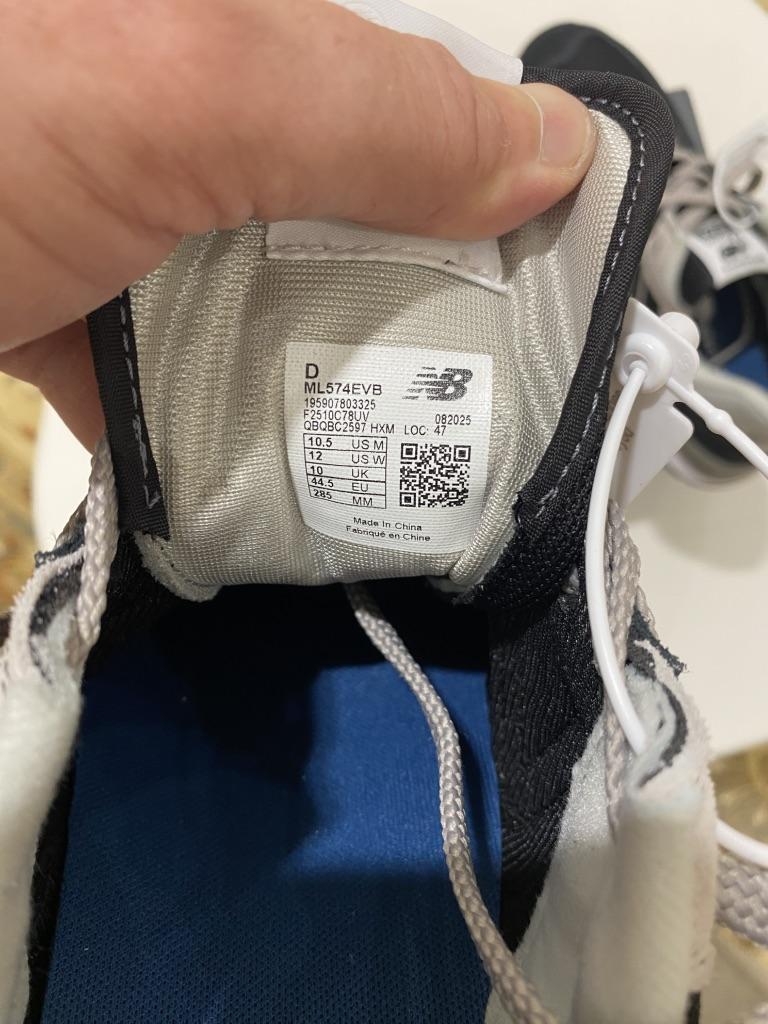 D
ML574EVB
195907803325
F2510C78UV 082025
QBQBC2597 HXM LOC: 47
10.5 US M
12 US W
10 UK
44.5 EU
285 MM
Made In China
Fabriqué en Chine